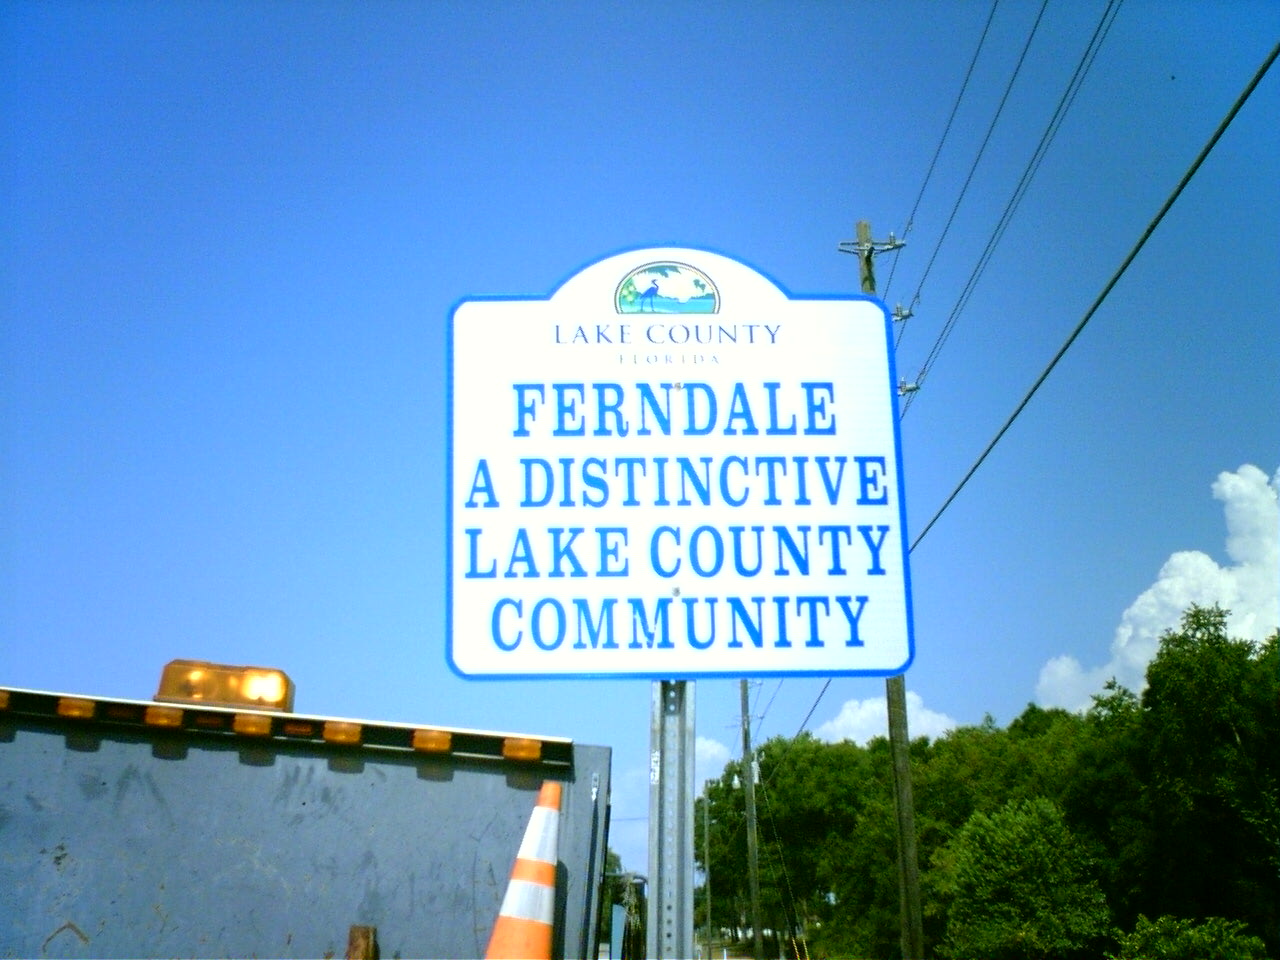 LAKE COUNTY
FLORIDA
FERNDALE
A DISTINCTIVE
LAKE COUNTY
COMMUNITY